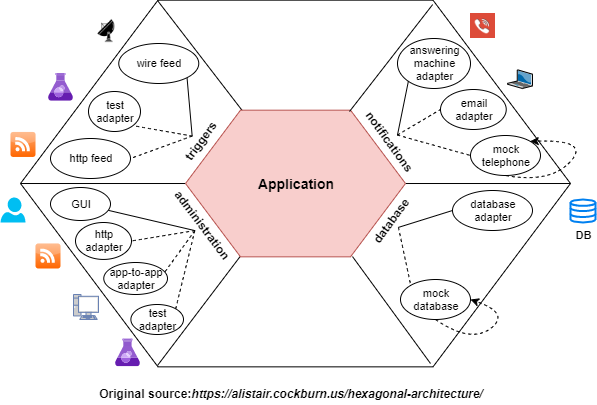 wire feed
test
adapter
http feed
triggers
answering
machine
adapter
email
adapter
mock
telephone
notifications
Application
GUI
http
adapter
app-to-app
adapter
test
adapter
administration
database
adapter
mock
database
database
DB
Original source:https://alistair.cockburn.us/hexagonal-architecture/